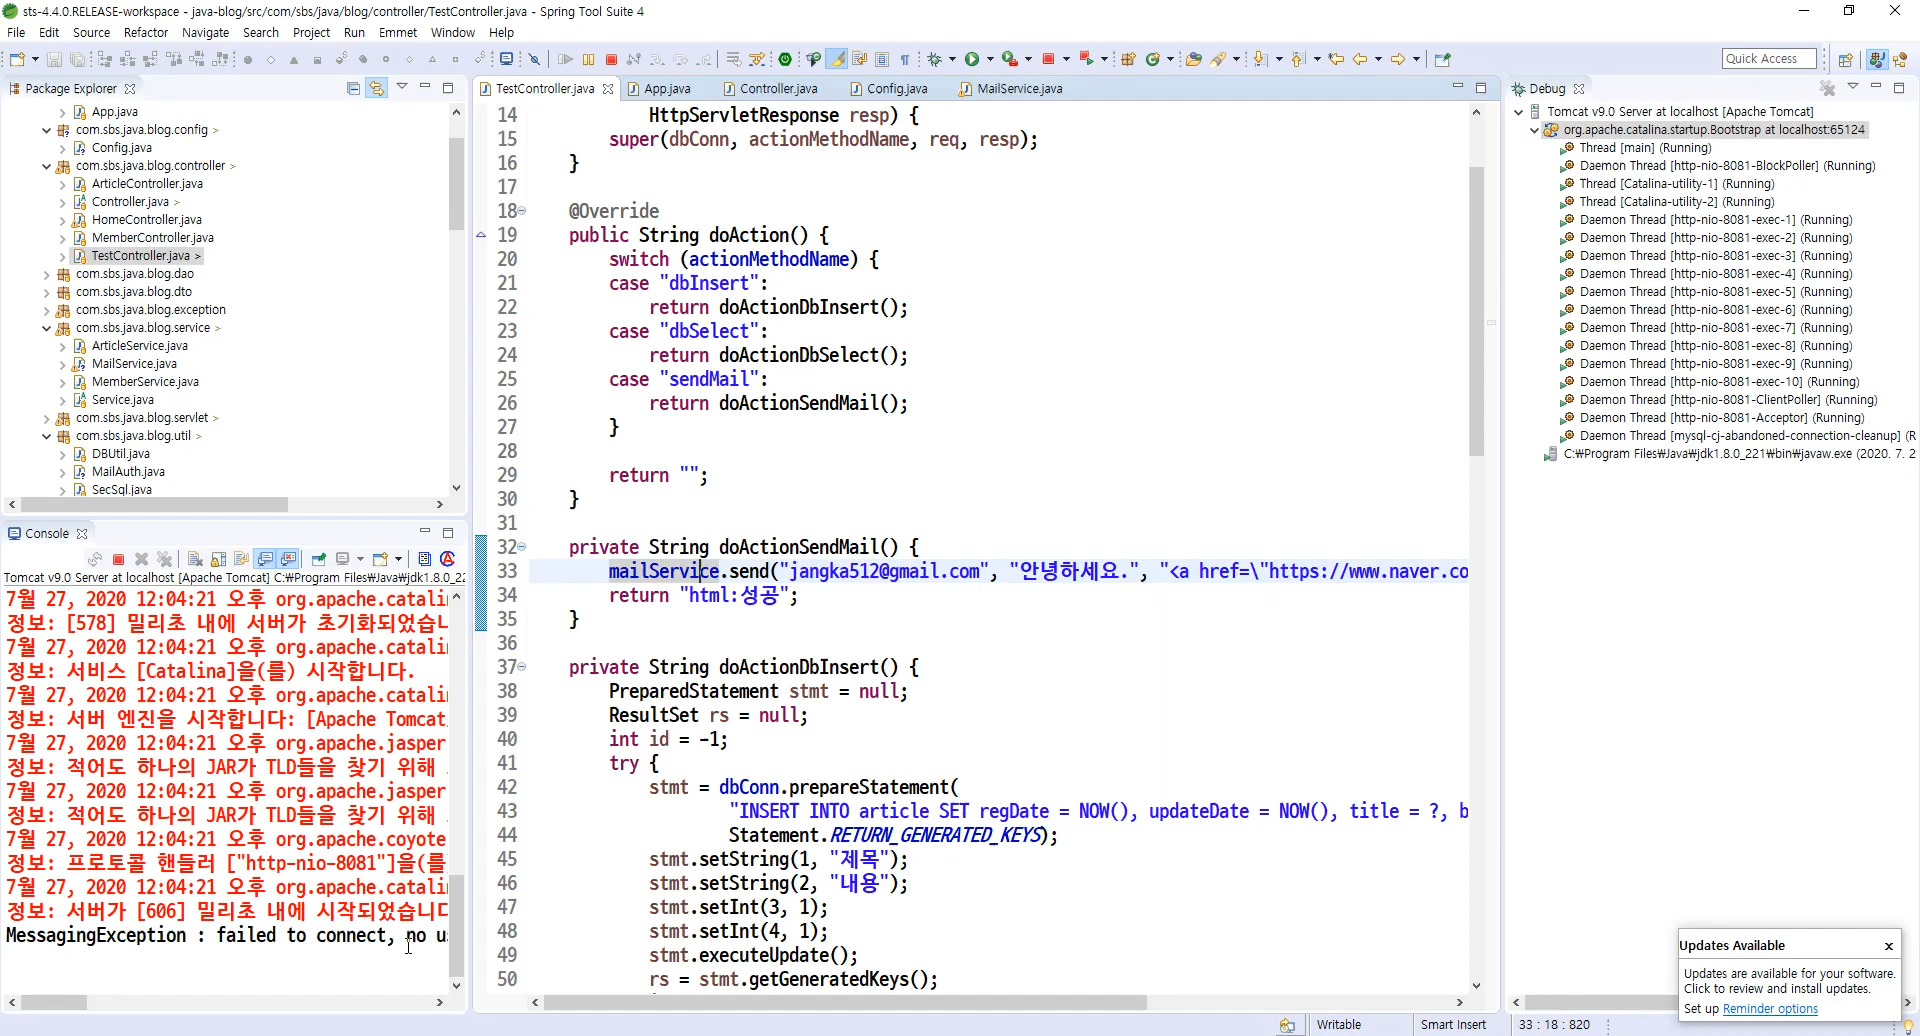 sts-4.4.0.RELEASE-workspace - java-blog/src/com/sbs/java/blog/controller/TestController.java - Spring Tool Suite 4
File Edit Source Refactor Navigate Search Project Run Emmet Window Help
Quick Access
Package Explorer
App.java
com.sbs.java.blog.config >
Config.java
com.sbs.java.blog.controller >
ArticleController.java
Controller.java >
HomeController.java
MemberController.java
TestController.java >
com.sbs.java.blog.dao
com.sbs.java.blog.dto
com.sbs.java.blog.exception
com.sbs.java.blog.service >
ArticleService.java
MailService.java
MemberService.java
Service.java
com.sbs.java.blog.servlet >
com.sbs.java.blog.util >
DBUtil.java
MailAuth.java
SecSql.java
Console
Tomcat v9.0 Server at localhost [Apache Tomcat] C:₩Program Files₩Java₩jdk1.8.0_22
7월 27, 2020 12:04:21 오후 org.apache.catali
정보: [578] 밀리초 내에 서버가 초기화되었습니
7월 27, 2020 12:04:21 오후 org.apache.catali
정보: 서비스 [Catalina]을(를) 시작합니다.
7월 27, 2020 12:04:21 오후 org.apache.catali
정보: 서버 엔진을 시작합니다: [Apache Tomcat
7월 27, 2020 12:04:21 오후 org.apache.jasper
정보: 적어도 하나의 JAR가 TLD들을 찾기 위해
7월 27, 2020 12:04:21 오후 org.apache.jasper
정보: 적어도 하나의 JAR가 TLD들을 찾기 위해
7월 27, 2020 12:04:21 오후 org.apache.coyote
정보: 프로토콜 핸들러 ["http-nio-8081"]을(를
7월 27, 2020 12:04:21 오후 org.apache.catali
정보: 서버가 [606] 밀리초 내에 시작되었습니다
MessagingException : failed to connect, no u
TestController.java App.java Controller.java Config.java MailService.java
14 HttpServletResponse resp) {
15 super(dbConn, actionMethodName, req, resp);
16 }
17
18 @Override
19 public String doAction() {
20 switch (actionMethodName) {
21 case "dbInsert":
22 return doActionDbInsert();
23 case "dbSelect":
24 return doActionDbSelect();
25 case "sendMail":
26 return doActionSendMail();
27 }
28
29 return "";
30 }
31
32 private String doActionSendMail() {
33 mailService.send("jangka512@gmail.com", "안녕하세요.", "<a href=\"https://www.naver.co
34 return "html:성공";
35 }
36
37 private String doActionDbInsert() {
38 PreparedStatement stmt = null;
39 ResultSet rs = null;
40 int id = -1;
41 try {
42 stmt = dbConn.prepareStatement(
43 "INSERT INTO article SET regDate = NOW(), updateDate = NOW(), title = ?, b
44 Statement.RETURN_GENERATED_KEYS);
45 stmt.setString(1, "제목");
46 stmt.setString(2, "내용");
47 stmt.setInt(3, 1);
48 stmt.setInt(4, 1);
49 stmt.executeUpdate();
50 rs = stmt.getGeneratedKeys();
Debug
Tomcat v9.0 Server at localhost [Apache Tomcat]
org.apache.catalina.startup.Bootstrap at localhost:65124
Thread [main] (Running)
Daemon Thread [http-nio-8081-BlockPoller] (Running)
Thread [Catalina-utility-1] (Running)
Thread [Catalina-utility-2] (Running)
Daemon Thread [http-nio-8081-exec-1] (Running)
Daemon Thread [http-nio-8081-exec-2] (Running)
Daemon Thread [http-nio-8081-exec-3] (Running)
Daemon Thread [http-nio-8081-exec-4] (Running)
Daemon Thread [http-nio-8081-exec-5] (Running)
Daemon Thread [http-nio-8081-exec-6] (Running)
Daemon Thread [http-nio-8081-exec-7] (Running)
Daemon Thread [http-nio-8081-exec-8] (Running)
Daemon Thread [http-nio-8081-exec-9] (Running)
Daemon Thread [http-nio-8081-exec-10] (Running)
Daemon Thread [http-nio-8081-ClientPoller] (Running)
Daemon Thread [http-nio-8081-Acceptor] (Running)
Daemon Thread [mysql-cj-abandoned-connection-cleanup] (R
C:₩Program Files₩Java₩jdk1.8.0_221₩bin₩javaw.exe (2020. 7. 2
Updates Available
Updates are available for your software.
Click to review and install updates.
Set up Reminder options
Writable Smart Insert 33 : 18 : 820